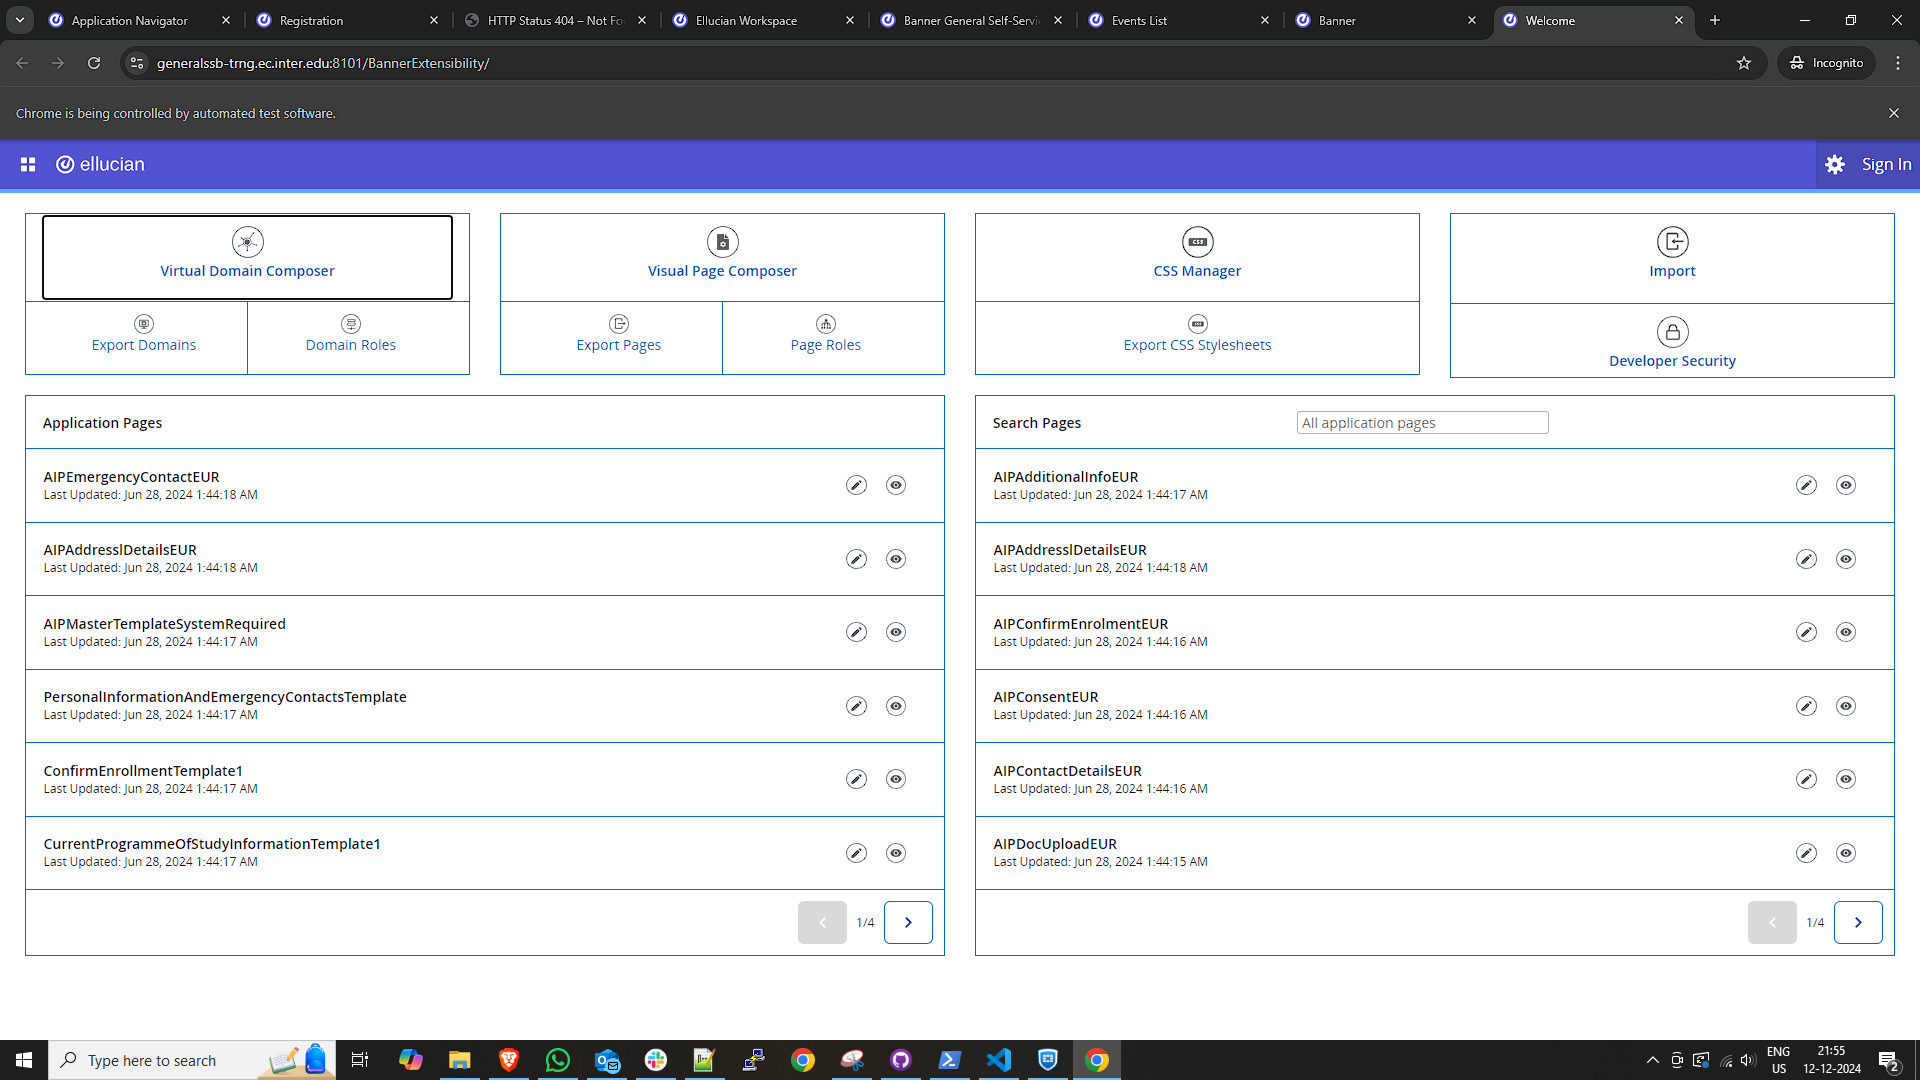 Application Navigator
Registration
HTTP Status 404 – Not Fo
Ellucian Workspace
Banner General Self-Servic
Events List
Banner
Welcome
generalssb-trng.ec.inter.edu:8101/BannerExtensibility/
Incognito
Chrome is being controlled by automated test software.
ellucian
Sign In
Virtual Domain Composer
Visual Page Composer
CSS
CSS Manager
Import
Export Domains
Domain Roles
Export Pages
Page Roles
Export CSS Stylesheets
Developer Security
Application Pages
AIPEmergencyContactEUR
Last Updated: Jun 28, 2024 1:44:18 AM
AIPAddresslDetailsEUR
Last Updated: Jun 28, 2024 1:44:18 AM
AIPMasterTemplateSystemRequired
Last Updated: Jun 28, 2024 1:44:17 AM
PersonalInformationAndEmergencyContactsTemplate
Last Updated: Jun 28, 2024 1:44:17 AM
ConfirmEnrollmentTemplate1
Last Updated: Jun 28, 2024 1:44:17 AM
CurrentProgrammeOfStudyInformationTemplate1
Last Updated: Jun 28, 2024 1:44:17 AM
1/4
Search Pages
All application pages
AIPAdditionalInfoEUR
Last Updated: Jun 28, 2024 1:44:17 AM
AIPAddresslDetailsEUR
Last Updated: Jun 28, 2024 1:44:18 AM
AIPConfirmEnrolmentEUR
Last Updated: Jun 28, 2024 1:44:16 AM
AIPConsentEUR
Last Updated: Jun 28, 2024 1:44:16 AM
AIPContactDetailsEUR
Last Updated: Jun 28, 2024 1:44:16 AM
AIPDocUploadEUR
Last Updated: Jun 28, 2024 1:44:15 AM
1/4
Type here to search
ENG
US
21:55
12-12-2024
2